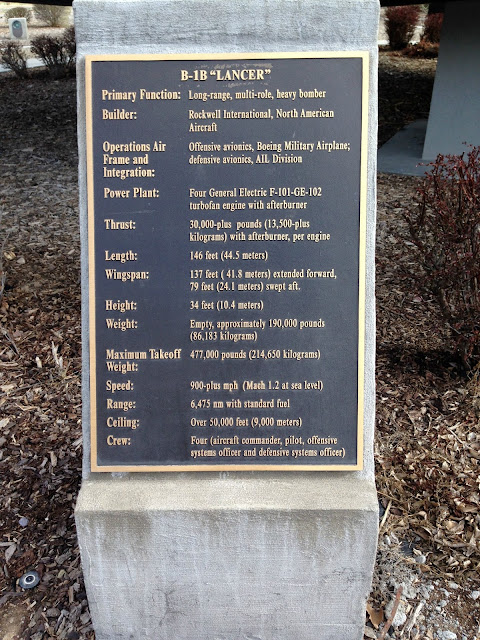 B-1B "LANCER"
Primary Function: Long-range, multi-role, heavy bomber
Builder: Rockwell International, North American
Aircraft
Operations Air Offensive avionics, Boeing Military Airplane;
Frame and defensive avionics, AIL Division
Integration:
Power Plant: Four General Electric F-101-GE-102
turbofan engine with afterburner
Thrust: 30,000-plus pounds (13,500-plus
kilograms) with afterburner, per engine
Length: 146 feet (44.5 meters)
Wingspan: 137 feet ( 41.8 meters) extended forward,
79 feet (24.1 meters) swept aft.
Height: 34 feet (10.4 meters)
Weight: Empty, approximately 190,000 pounds
(86,183 kilograms)
Maximum Takeoff 477,000 pounds (214,650 kilograms)
Weight:
Speed: 900-plus mph (Mach 1.2 at sea level)
Range: 6,475 nm with standard fuel
Ceiling: Over 50,000 feet (9,000 meters)
Crew: Four (aircraft commander, pilot, offensive
systems officer and defensive systems officer)